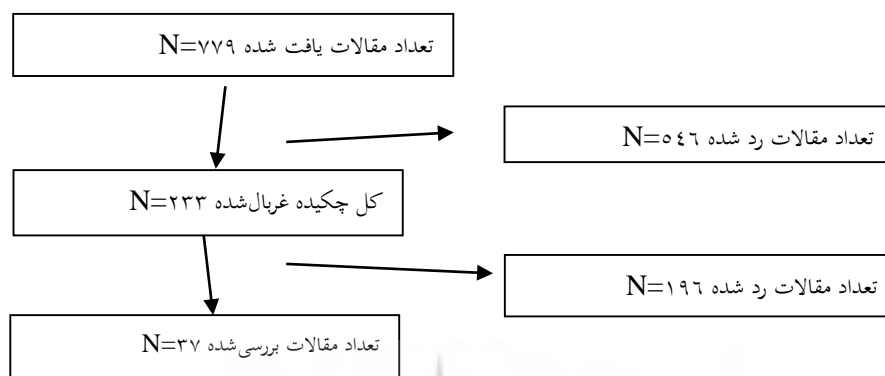 تعداد مقالات یافت شده N=۷۷۹
تعداد مقالات رد شده N=٥٤٦
کل چکیده غربال‌شده N=۲۳۳
تعداد مقالات رد شده N=۱۹٦
تعداد مقالات بررسی‌شده N=۳۷